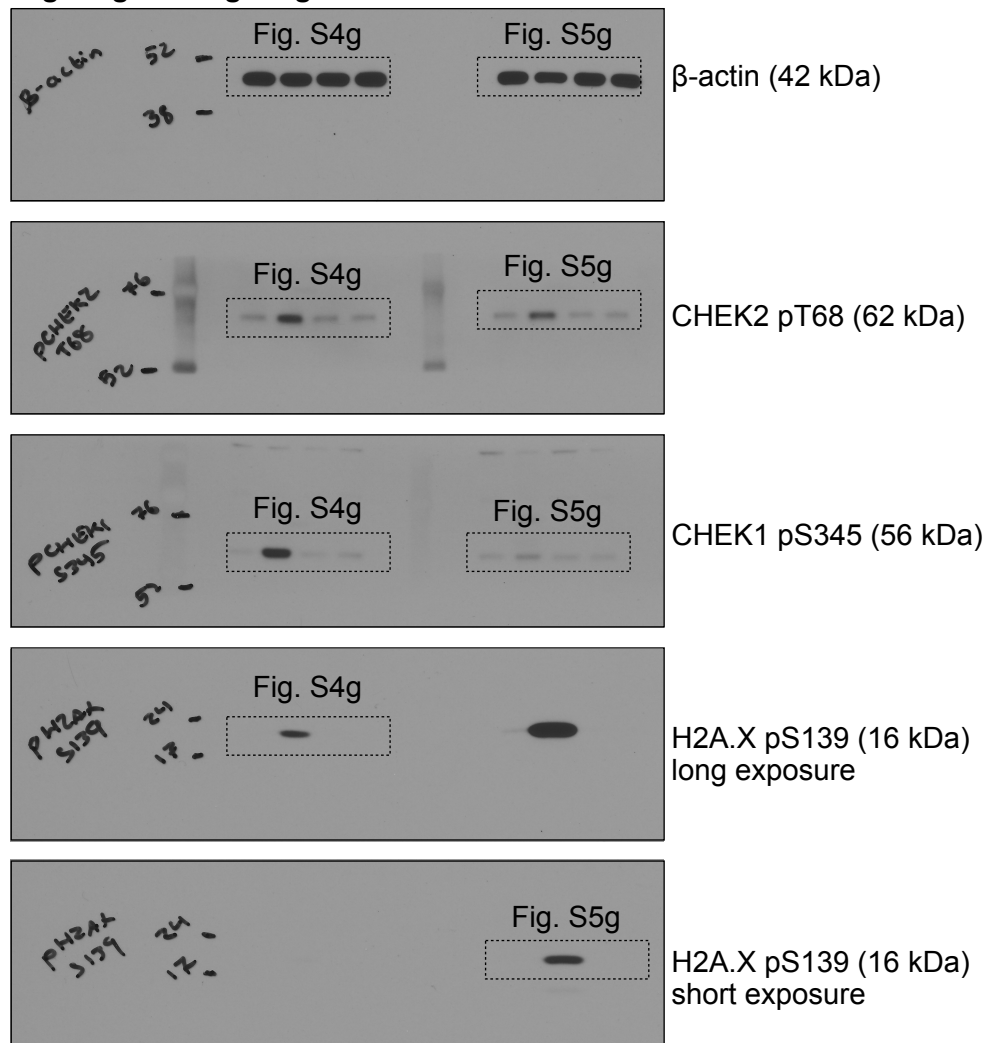 Fig. S4g Fig. S5g
β-actin 52 -
38 -
β-actin (42 kDa)
Fig. S4g Fig. S5g
pCHEK2 76 -
T68
52 -
CHEK2 pT68 (62 kDa)
Fig. S4g Fig. S5g
pCHEK1 76 -
S345
52 -
CHEK1 pS345 (56 kDa)
Fig. S4g
pH2AX 24 -
S139 17 -
H2A.X pS139 (16 kDa)
long exposure
Fig. S5g
pH2AX 24 -
S139 17 -
H2A.X pS139 (16 kDa)
short exposure